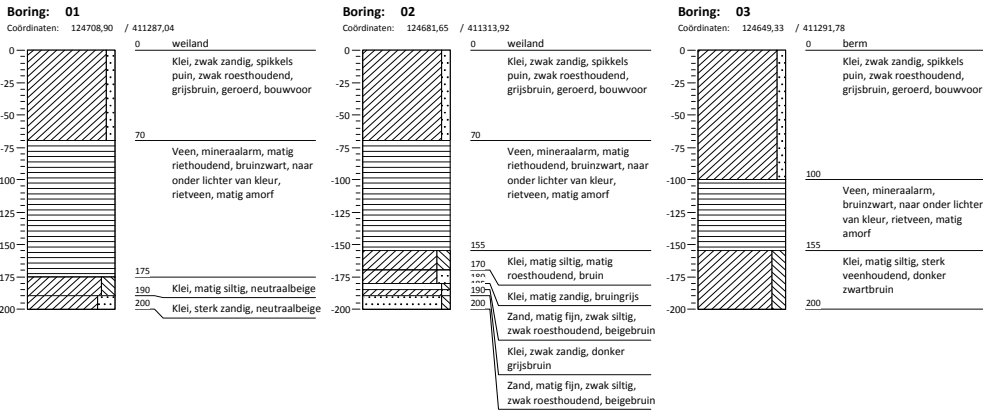 Boring: 01
Coördinaten: 124708,90 / 411287,04
0
-25
-50
-75
-100
-125
-150
-175
-200
0 weiland
Klei, zwak zandig, spikkels
puin, zwak roesthoudend,
grijsbruin, geroerd, bouwvoor
70
Veen, mineraalarm, matig
riethoudend, bruinzwart, naar
onder lichter van kleur,
rietveen, matig amorf
175
Klei, matig siltig, neutraalbeige
190
Klei, sterk zandig, neutraalbeige
200
Boring: 02
Coördinaten: 124681,65 / 411313,92
0
-25
-50
-75
-100
-125
-150
-175
-200
0 weiland
Klei, zwak zandig, spikkels
puin, zwak roesthoudend,
grijsbruin, geroerd, bouwvoor
70
Veen, mineraalarm, matig
riethoudend, bruinzwart, naar
onder lichter van kleur,
rietveen, matig amorf
155
Klei, matig siltig, matig
roesthoudend, bruin
170
180
Klei, matig zandig, bruingrijs
190
200
Zand, matig fijn, zwak siltig,
zwak roesthoudend, beigebruin
Klei, zwak zandig, donker
grijsbruin
Zand, matig fijn, zwak siltig,
zwak roesthoudend, beigebruin
Boring: 03
Coördinaten: 124649,33 / 411291,78
0
-25
-50
-75
-100
-125
-150
-175
-200
0 berm
Klei, zwak zandig, spikkels
puin, zwak roesthoudend,
grijsbruin, geroerd, bouwvoor
100
Veen, mineraalarm,
bruinzwart, naar onder lichter
van kleur, rietveen, matig
amorf
155
Klei, matig siltig, sterk
veenhoudend, donker
zwartbruin
200